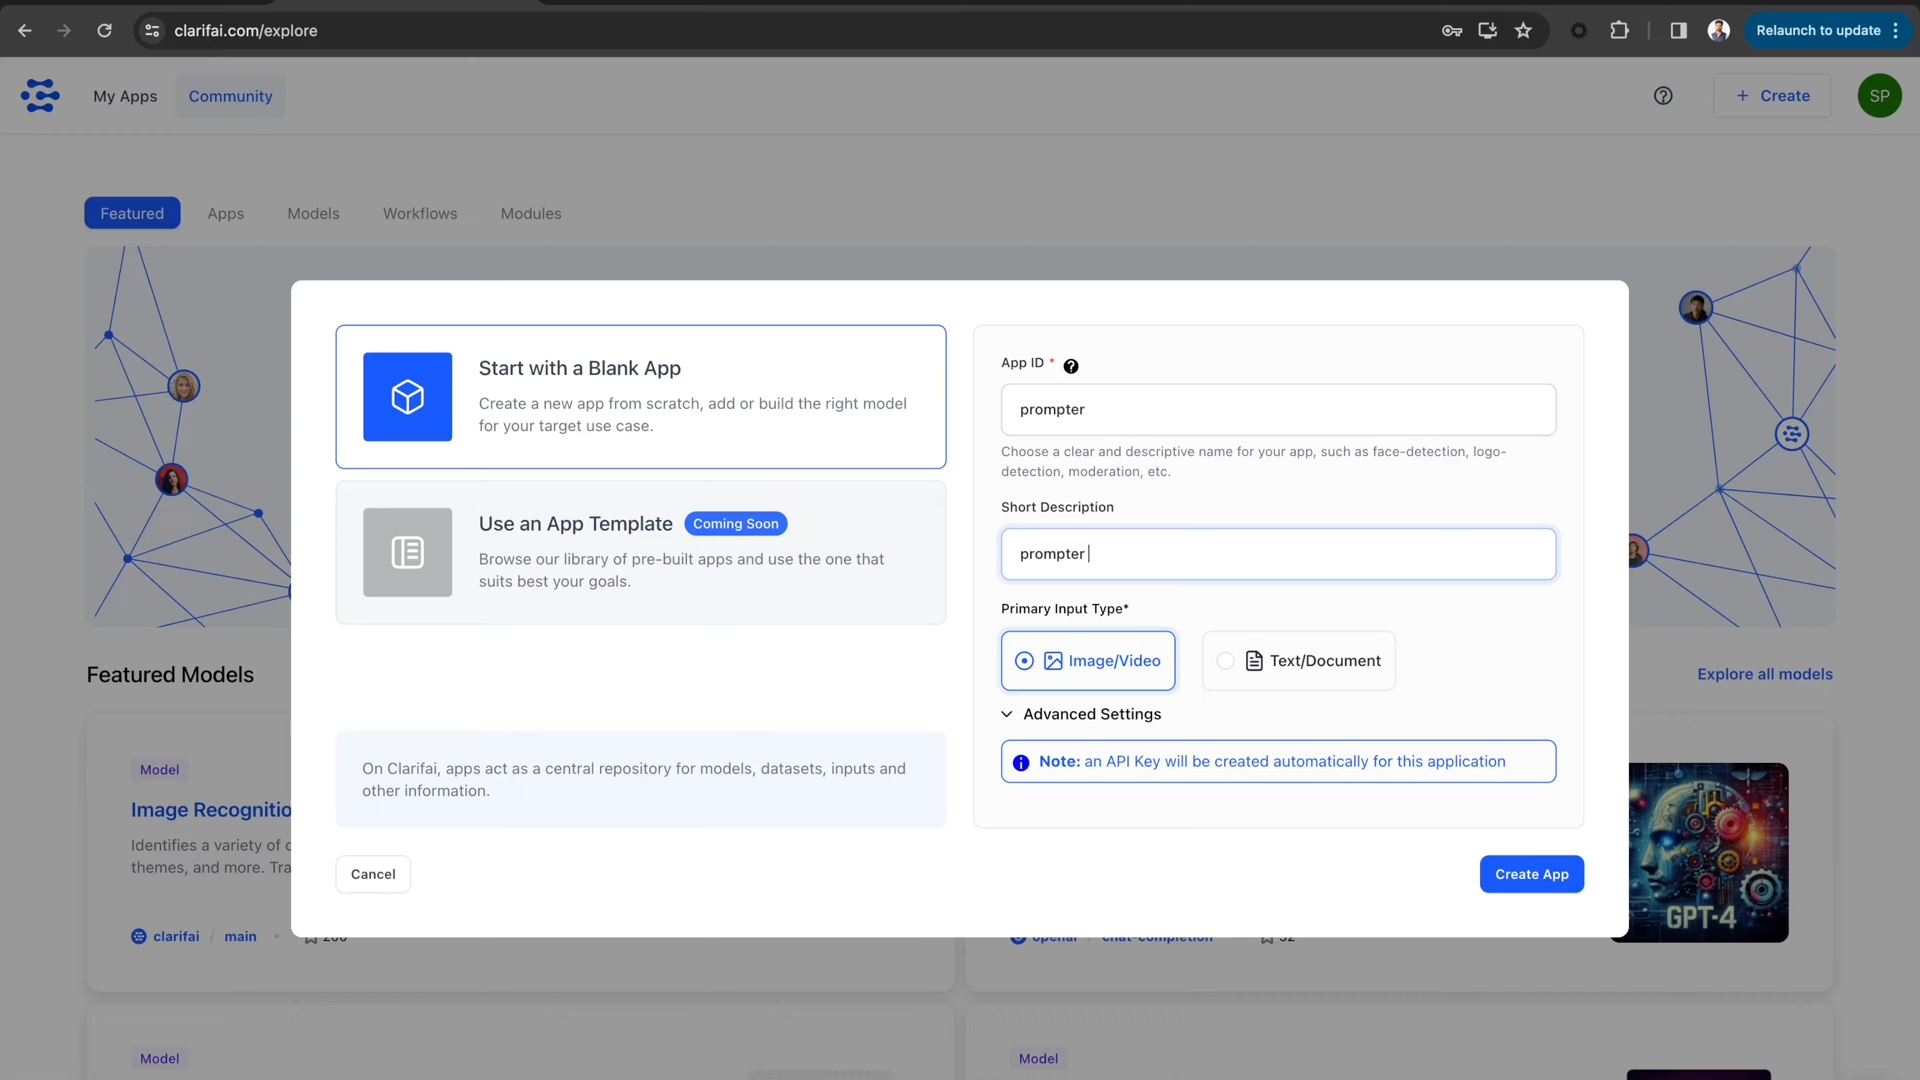 clarifai.com/explore
Relaunch to update
My Apps
Community
+ Create
SP
Featured
Apps
Models
Workflows
Modules
Start with a Blank App
Create a new app from scratch, add or build the right model
for your target use case.
Use an App Template
Coming Soon
Browse our library of pre-built apps and use the one that
suits best your goals.
On Clarifai, apps act as a central repository for models, datasets, inputs and
other information.
Cancel
App ID *
prompter
Choose a clear and descriptive name for your app, such as face-detection, logo-
detection, moderation, etc.
Short Description
prompter
Primary Input Type*
Image/Video
Text/Document
Advanced Settings
Note: an API Key will be created automatically for this application
Create App
Featured Models
Explore all models
Model
Image Recognitio
Identifies a variety of
themes, and more. Tra
clarifai / main
GPT-4
Model
Model